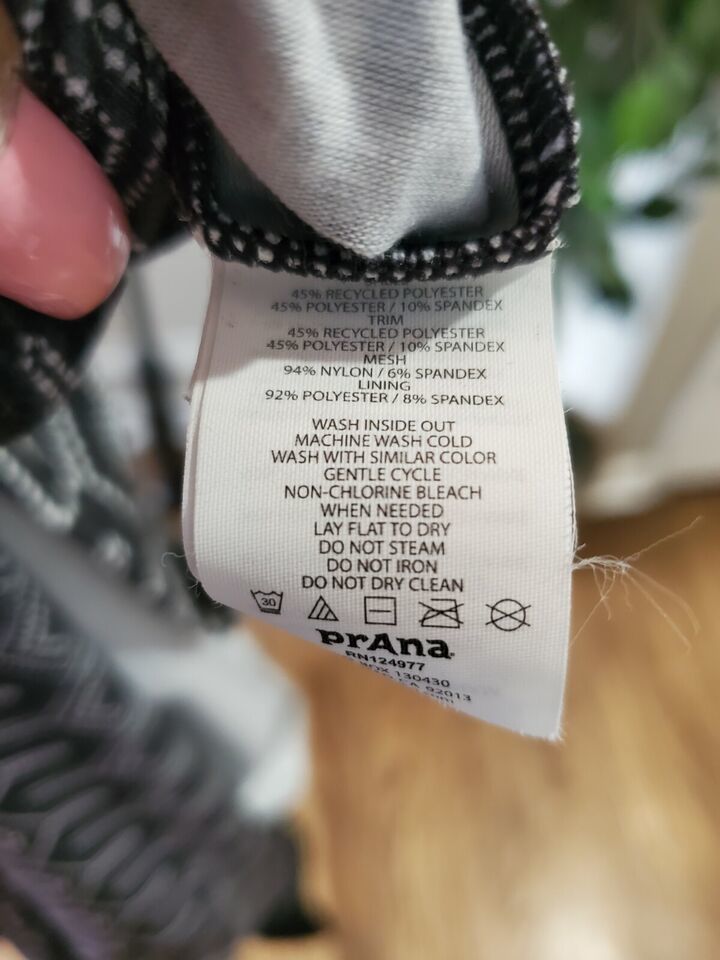 45% RECYCLED POLYESTER
45% POLYESTER / 10% SPANDEX
TRIM
45% RECYCLED POLYESTER
45% POLYESTER / 10% SPANDEX
MESH
94% NYLON / 6% SPANDEX
LINING
92% POLYESTER / 8% SPANDEX
WASH INSIDE OUT
MACHINE WASH COLD
WASH WITH SIMILAR COLOR
GENTLE CYCLE
NON-CHLORINE BLEACH
WHEN NEEDED
LAY FLAT TO DRY
DO NOT STEAM
DO NOT IRON
DO NOT DRY CLEAN
30
prAna
RN124977
130430
CA 92013